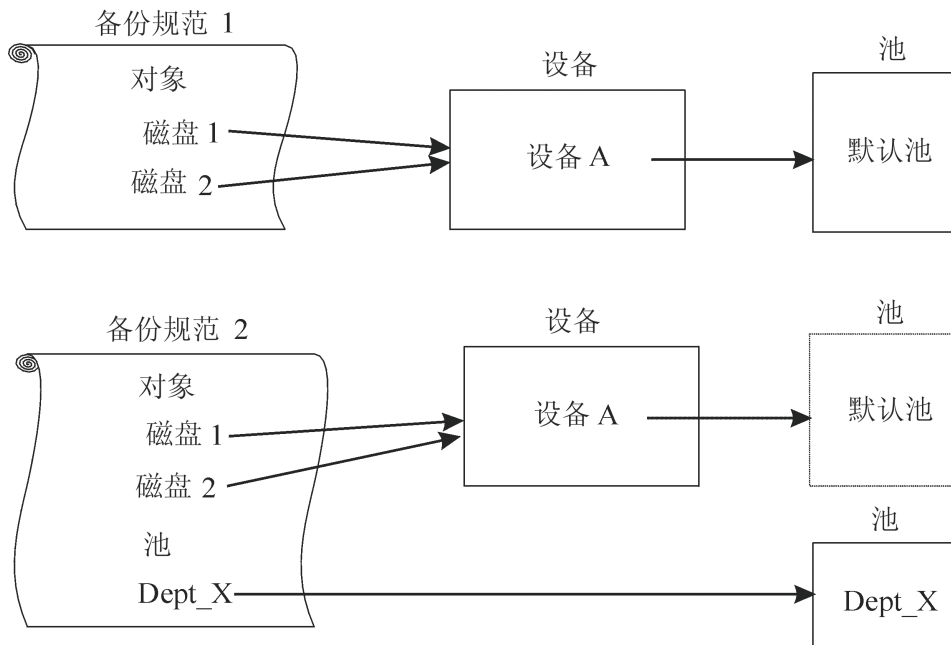 备份规范 1
对象
磁盘 1
磁盘 2
设备
设备 A
池
默认池
备份规范 2
对象
磁盘 1
磁盘 2
池
Dept_X
设备
设备 A
池
默认池
池
Dept_X